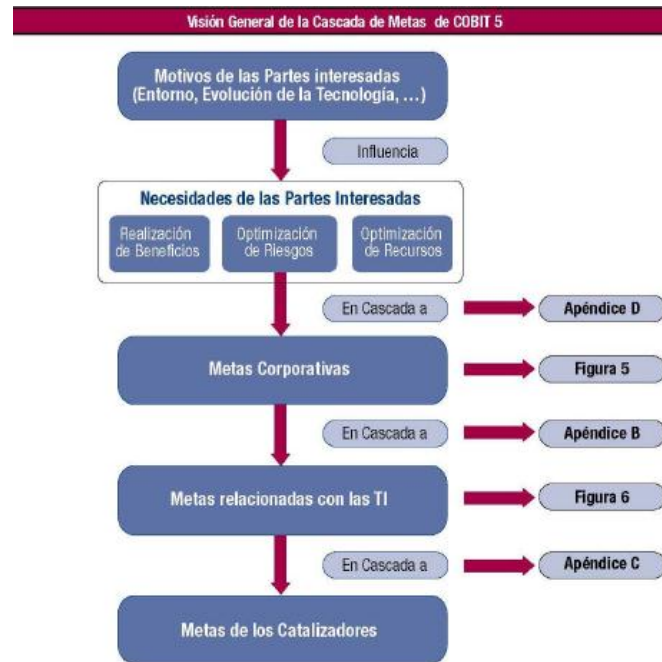 Visión General de la Cascada de Metas de COBIT 5
Motivos de las Partes interesadas
(Entorno, Evolución de la Tecnología, …)
Influencia
Necesidades de las Partes Interesadas
Realización
de Beneficios
Optimización
de Riesgos
Optimización
de Recursos
En Cascada a
Apéndice D
Metas Corporativas
Figura 5
En Cascada a
Apéndice B
Metas relacionadas con las TI
Figura 6
En Cascada a
Apéndice C
Metas de los Catalizadores